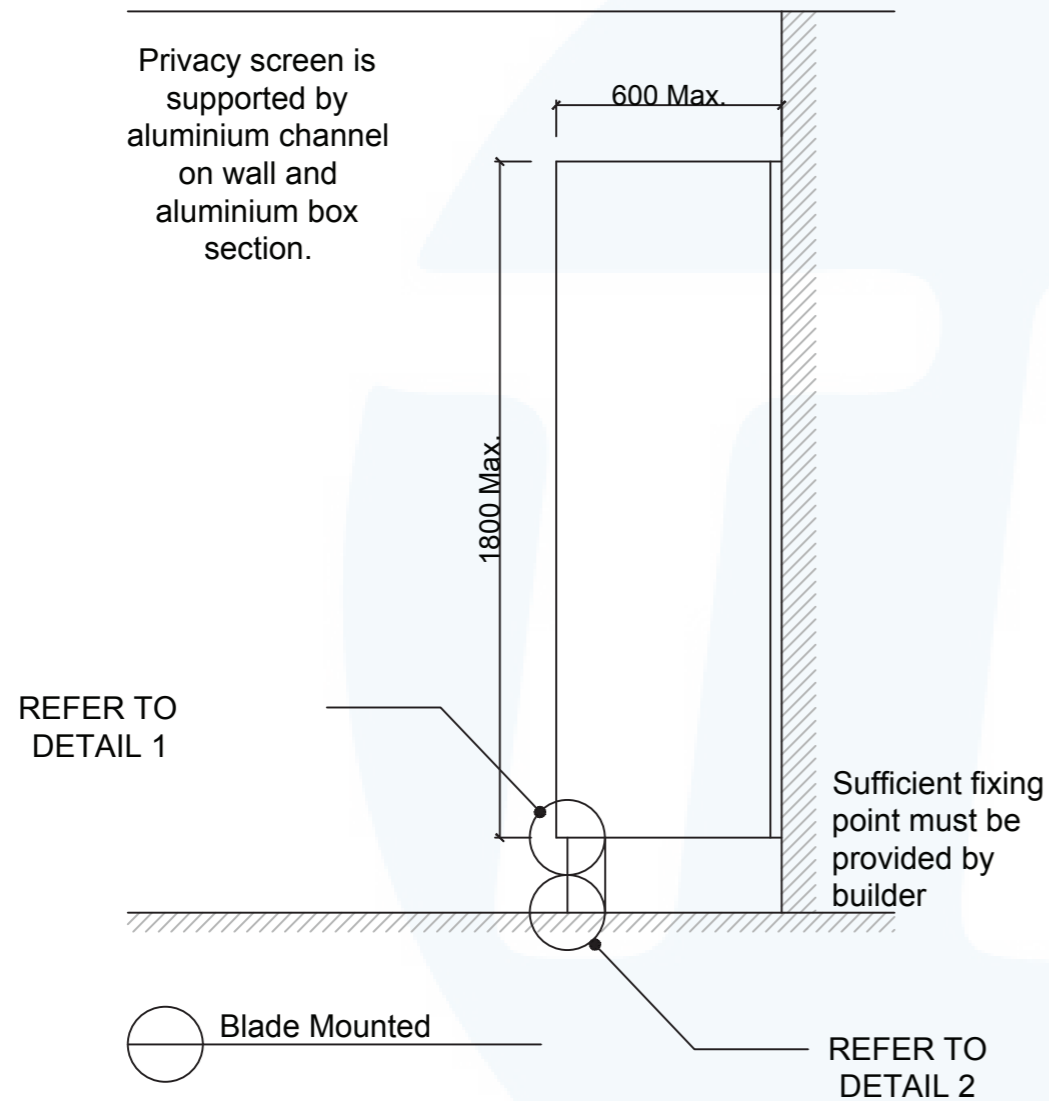 Privacy screen is
supported by
aluminium channel
on wall and
aluminium box
section.
600 Max.
1800 Max.
REFER TO
DETAIL 1
Sufficient fixing
point must be
provided by
builder
Blade Mounted
REFER TO
DETAIL 2